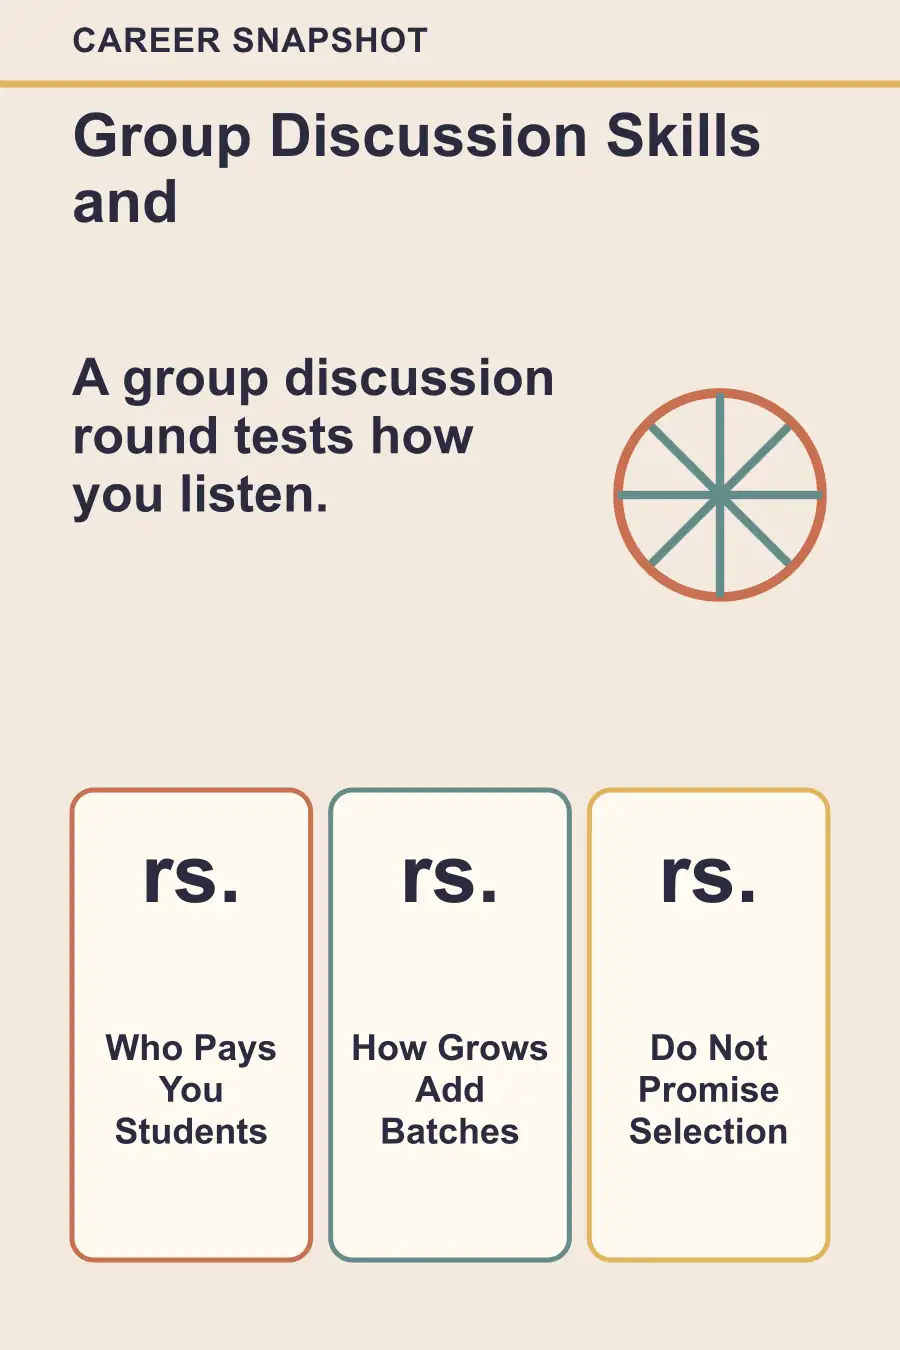 CAREER SNAPSHOT
Group Discussion Skills
and
A group discussion
round tests how
you listen.
rs.
Who Pays
You
Students
rs.
How Grows
Add
Batches
rs.
Do Not
Promise
Selection